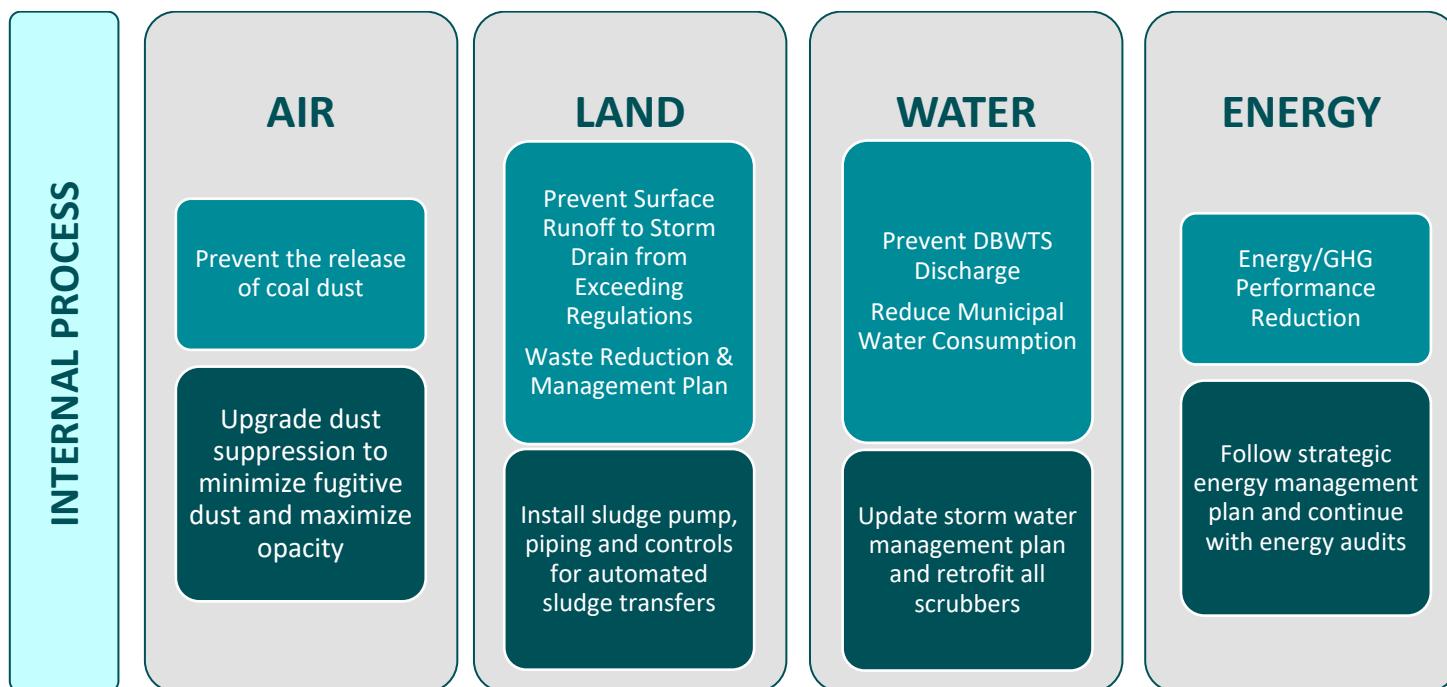 INTERNAL PROCESS
AIR
Prevent the release
of coal dust
Upgrade dust
suppression to
minimize fugitive
dust and maximize
opacity
LAND
Prevent Surface
Runoff to Storm
Drain from
Exceeding
Regulations
Waste Reduction &
Management Plan
Install sludge pump,
piping and controls
for automated
sludge transfers
WATER
Prevent DBWTS
Discharge
Reduce Municipal
Water Consumption
Update storm water
management plan
and retrofit all
scrubbers
ENERGY
Energy/GHG
Performance
Reduction
Follow strategic
energy management
plan and continue
with energy audits